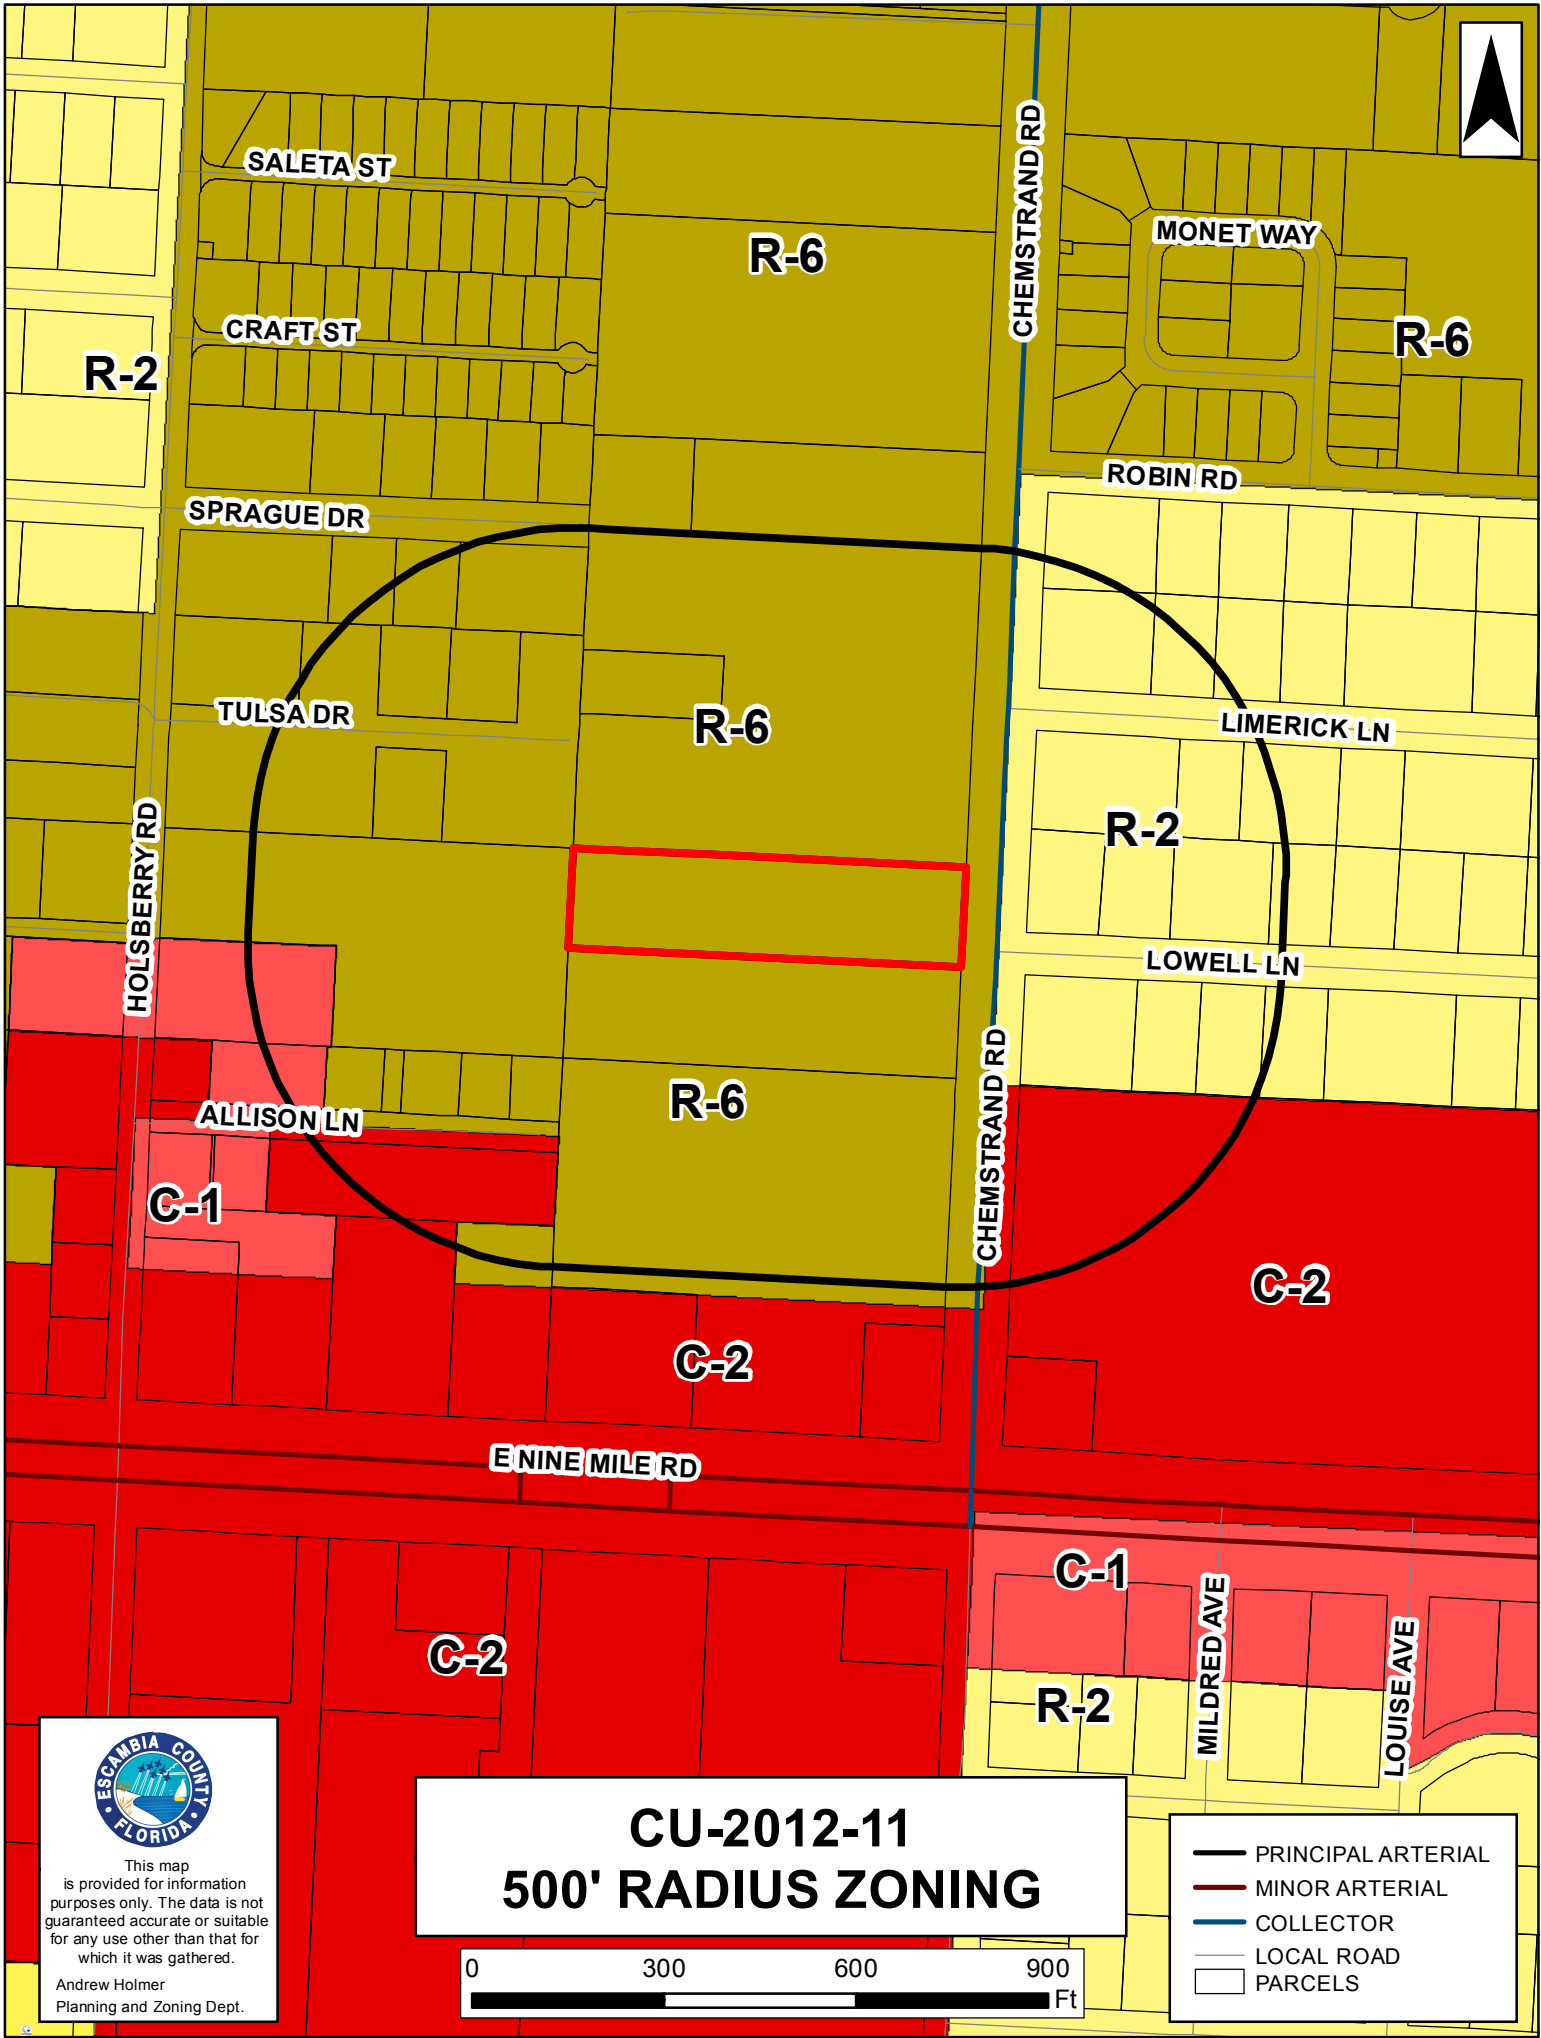 SALETA ST
CHEMSTRAND RD
MONET WAY
R-6
CRAFT ST
R-6
R-2
ROBIN RD
SPRAGUE DR
TULSA DR
R-6
LIMERICK LN
HOLSBERRY RD
R-2
LOWELL LN
CHEMSTRAND RD
R-6
ALLISON LN
C-1
C-2
C-2
E NINE MILE RD
C-1
MILDRED AVE
LOUISE AVE
C-2
R-2
ESCAMBIA COUNTY
FLORIDA
This map
is provided for information
purposes only. The data is not
guaranteed accurate or suitable
for any use other than that for
which it was gathered.
Andrew Holmer
Planning and Zoning Dept.
CU-2012-11
500' RADIUS ZONING
0 300 600 900
Ft
PRINCIPAL ARTERIAL
MINOR ARTERIAL
COLLECTOR
LOCAL ROAD
PARCELS